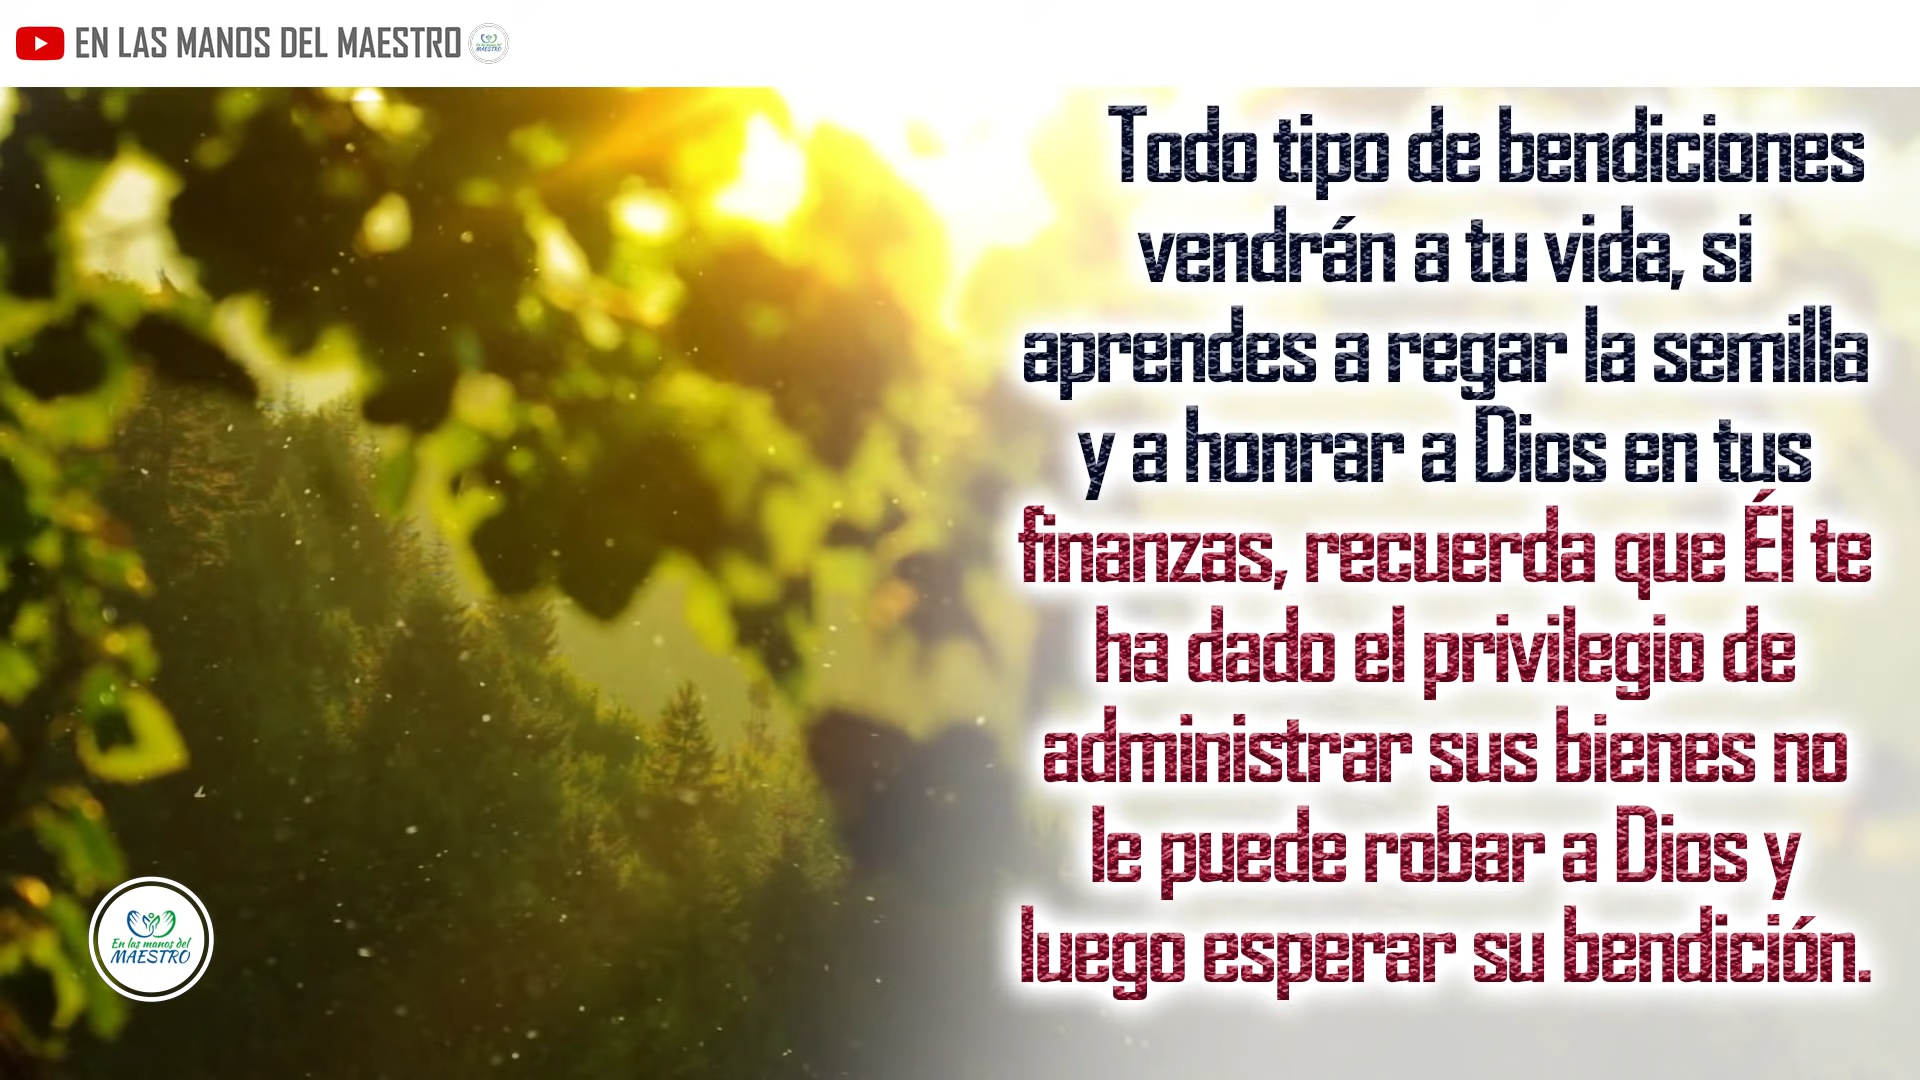 EN LAS MANOS DEL MAESTRO
Todo tipo de bendiciones
vendrán a tu vida, si
aprendes a regar la semilla
y a honrar a Dios en tus
finanzas, recuerda que Él te
ha dado el privilegio de
administrar sus bienes no
le puede robar a Dios y
luego esperar su bendición.
En las manos del
MAESTRO